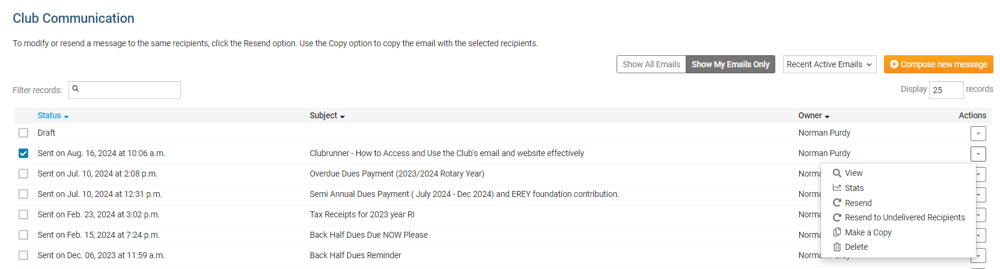 Club Communication
To modify or resend a message to the same recipients, click the Resend option. Use the Copy option to copy the email with the selected recipients.
Show All Emails Show My Emails Only Recent Active Emails Compose new message
Filter records: Display 25 records
Status Subject Owner Actions
Draft Norman Purdy
Sent on Aug. 16, 2024 at 10:06 a.m. Clubrunner - How to Access and Use the Club's email and website effectively Norman Purdy
Sent on Jul. 10, 2024 at 2:08 p.m. Overdue Dues Payment (2023/2024 Rotary Year) Norma
Sent on Jul. 10, 2024 at 12:31 p.m. Semi Annual Dues Payment ( July 2024 - Dec 2024) and EREY foundation contribution. Norma
Sent on Feb. 23, 2024 at 3:02 p.m. Tax Receipts for 2023 year RI Norma
Sent on Feb. 15, 2024 at 7:24 p.m. Back Half Dues Due NOW Please Norma
Sent on Dec. 06, 2023 at 11:59 a.m. Back Half Dues Reminder Norman Purdy
View
Stats
Resend
Resend to Undelivered Recipients
Make a Copy
Delete